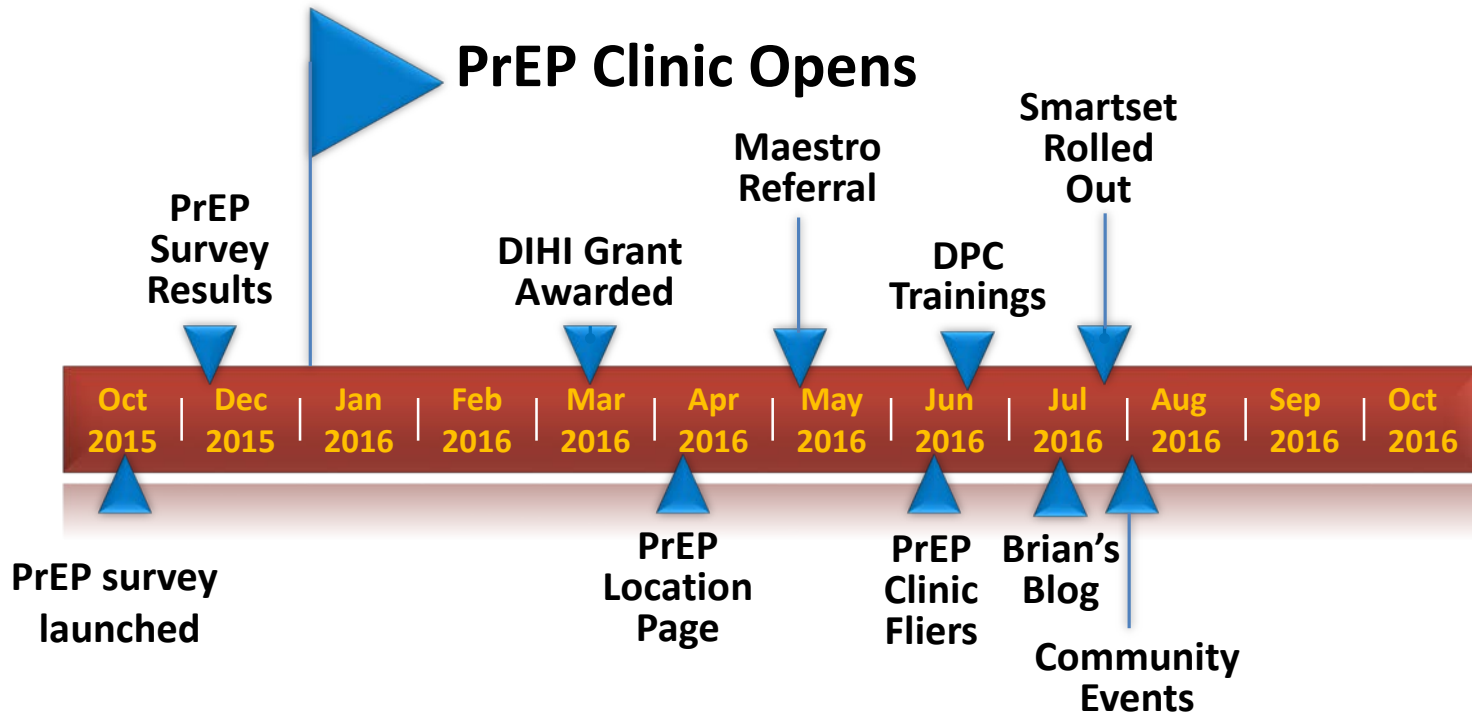 PrEP Clinic Opens
Smartset
Rolled
Out
Maestro
Referral
PrEP
Survey
Results
DIHI Grant
Awarded
DPC
Trainings
Oct
2015
Dec
2015
Jan
2016
Feb
2016
Mar
2016
Apr
2016
May
2016
Jun
2016
Jul
2016
Aug
2016
Sep
2016
Oct
2016
PrEP survey
launched
PrEP
Location
Page
PrEP
Clinic
Fliers
Brian’s
Blog
Community
Events